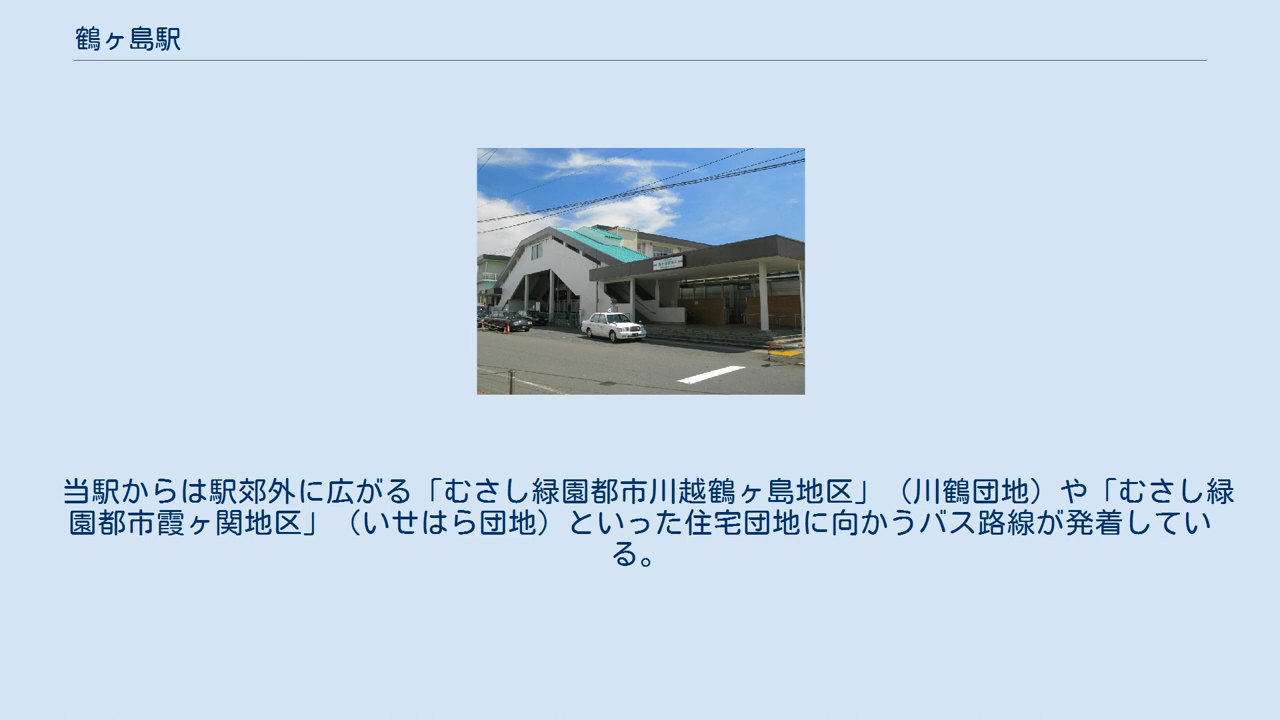 鶴ヶ島駅
当駅からは駅郊外に広がる「むさし緑園都市川越鶴ヶ島地区」（川鶴団地）や「むさし緑
園都市霞ヶ関地区」（いせはら団地）といった住宅団地に向かうバス路線が発着してい
る。